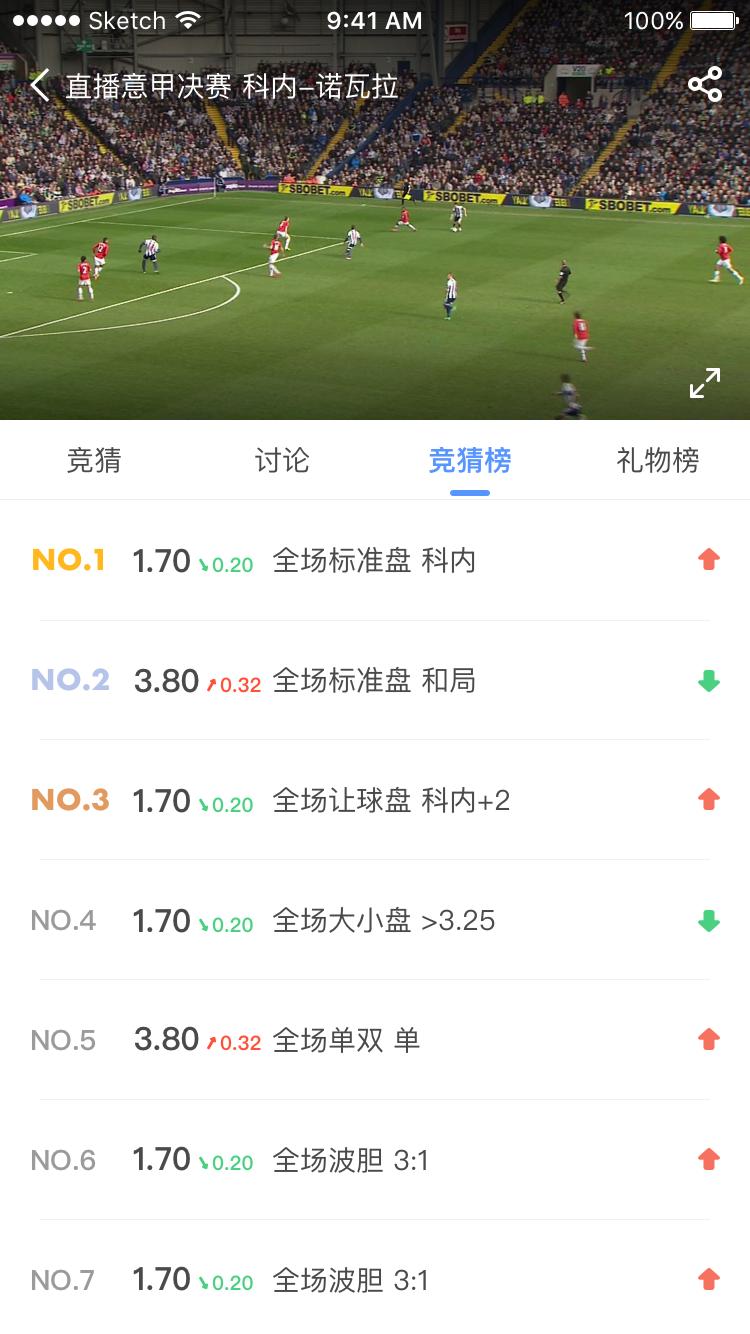 Sketch 9:41 AM 100%
直播意甲决赛 科内-诺瓦拉
V20
SBOBET.com
SBOBET.com
SBOBET.com
SBOBET.com
竞猜 讨论 竞猜榜 礼物榜
NO.1 1.70 0.20 全场标准盘 科内
NO.2 3.80 0.32 全场标准盘 和局
NO.3 1.70 0.20 全场让球盘 科内+2
NO.4 1.70 0.20 全场大小盘 >3.25
NO.5 3.80 0.32 全场单双 单
NO.6 1.70 0.20 全场波胆 3:1
NO.7 1.70 0.20 全场波胆 3:1